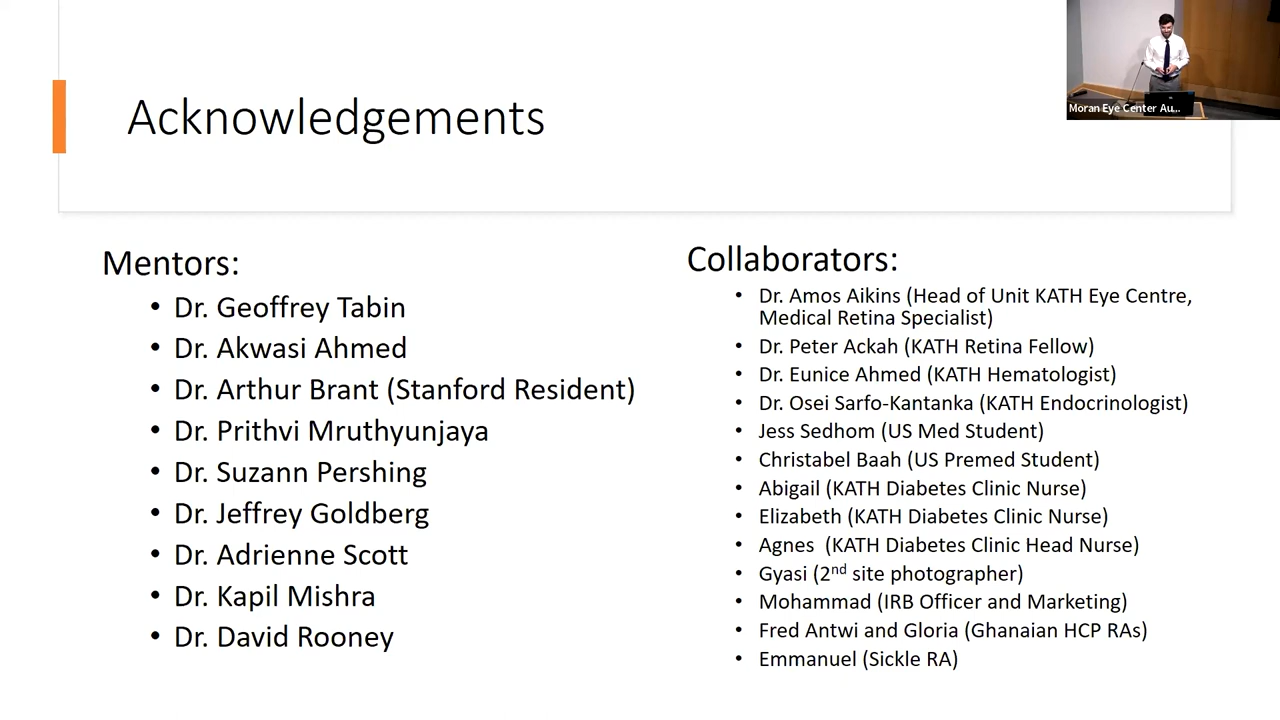 Moran Eye Center Au...
Acknowledgements
Mentors:
• Dr. Geoffrey Tabin
• Dr. Akwasi Ahmed
• Dr. Arthur Brant (Stanford Resident)
• Dr. Prithvi Mruthyunjaya
• Dr. Suzann Pershing
• Dr. Jeffrey Goldberg
• Dr. Adrienne Scott
• Dr. Kapil Mishra
• Dr. David Rooney
Collaborators:
• Dr. Amos Aikins (Head of Unit KATH Eye Centre,
Medical Retina Specialist)
• Dr. Peter Ackah (KATH Retina Fellow)
• Dr. Eunice Ahmed (KATH Hematologist)
• Dr. Osei Sarfo-Kantanka (KATH Endocrinologist)
• Jess Sedhom (US Med Student)
• Christabel Baah (US Premed Student)
• Abigail (KATH Diabetes Clinic Nurse)
• Elizabeth (KATH Diabetes Clinic Nurse)
• Agnes  (KATH Diabetes Clinic Head Nurse)
• Gyasi (2nd site photographer)
• Mohammad (IRB Officer and Marketing)
• Fred Antwi and Gloria (Ghanaian HCP RAs)
• Emmanuel (Sickle RA)